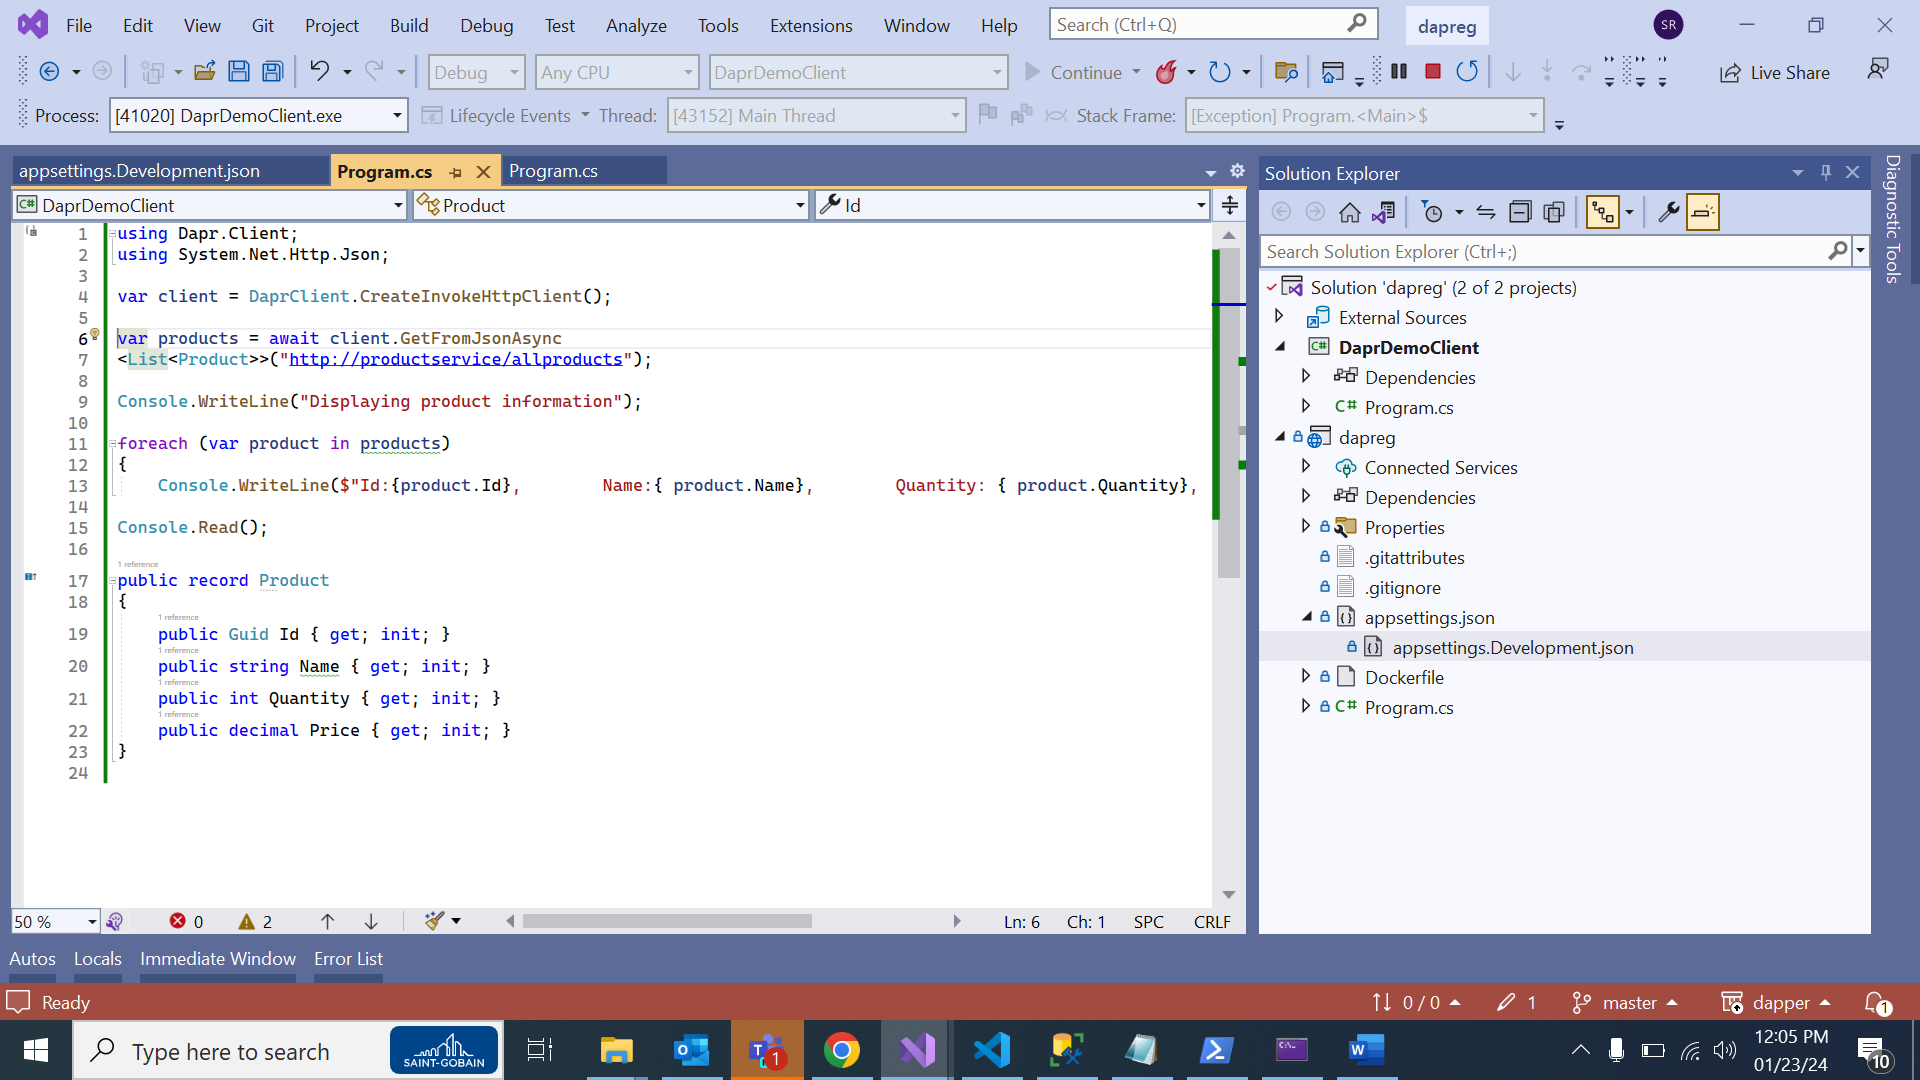 File Edit View Git Project Build Debug Test Analyze Tools Extensions Window Help Search (Ctrl+Q) dapreg SR
Debug Any CPU DaprDemoClient Continue Live Share
Process: [41020] DaprDemoClient.exe Lifecycle Events Thread: [43152] Main Thread Stack Frame: [Exception] Program.<Main>$
appsettings.Development.json Program.cs Program.cs
DaprDemoClient Product Id
1 using Dapr.Client;
2 using System.Net.Http.Json;
3
4 var client = DaprClient.CreateInvokeHttpClient();
5
6 var products = await client.GetFromJsonAsync
7 <List<Product>>("http://productservice/allproducts");
8
9 Console.WriteLine("Displaying product information");
10
11 foreach (var product in products)
12 {
13 Console.WriteLine($"Id:{product.Id}, Name:{ product.Name}, Quantity: { product.Quantity},
14
15 Console.Read();
16
1 reference
17 public record Product
18 {
1 reference
19 public Guid Id { get; init; }
1 reference
20 public string Name { get; init; }
1 reference
21 public int Quantity { get; init; }
1 reference
22 public decimal Price { get; init; }
23 }
24
50 % 0 2 Ln: 6 Ch: 1 SPC CRLF
Solution Explorer
Search Solution Explorer (Ctrl+;)
Solution 'dapreg' (2 of 2 projects)
External Sources
C# DaprDemoClient
Dependencies
C# Program.cs
dapreg
Connected Services
Dependencies
Properties
.gitattributes
.gitignore
appsettings.json
appsettings.Development.json
Dockerfile
C# Program.cs
Diagnostic Tools
Autos Locals Immediate Window Error List
Ready 0 / 0 1 master dapper 1
Type here to search SAINT-GOBAIN 1 12:05 PM
01/23/24 10